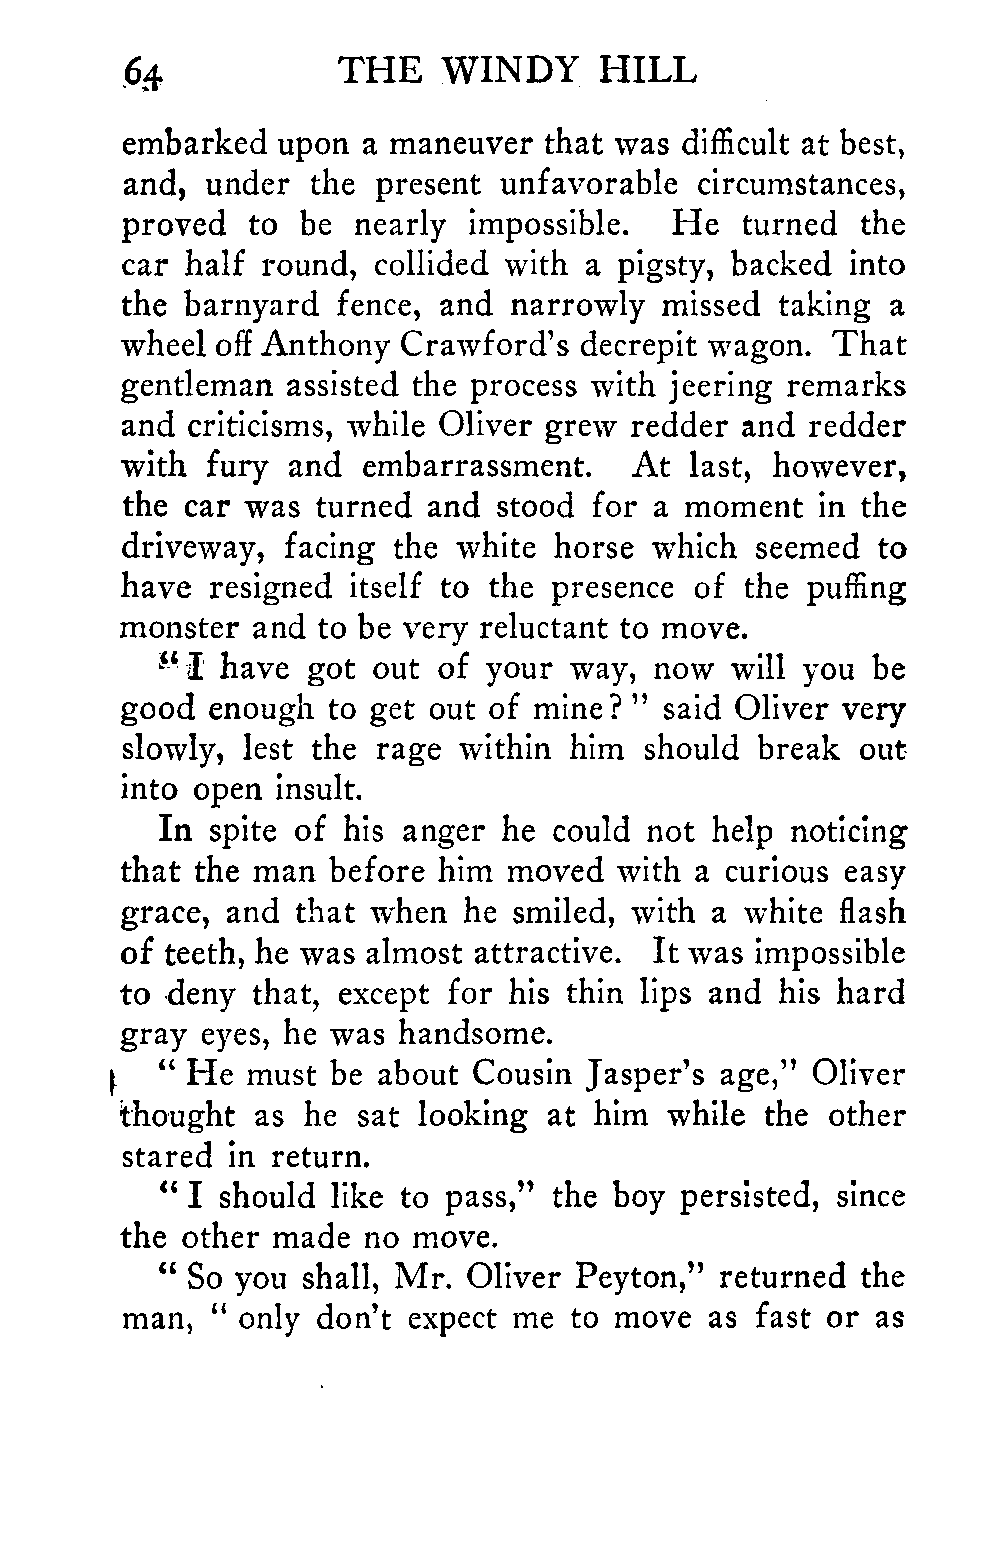 64 THE WINDY HILL
embarked upon a maneuver that was difficult at best,
and, under the present unfavorable circumstances,
proved to be nearly impossible. He turned the
car half round, collided with a pigsty, backed into
the barnyard fence, and narrowly missed taking a
wheel off Anthony Crawford's decrepit wagon. That
gentleman assisted the process with jeering remarks
and criticisms, while Oliver grew redder and redder
with fury and embarrassment. At last, however,
the car was turned and stood for a moment in the
driveway, facing the white horse which seemed to
have resigned itself to the presence of the puffing
monster and to be very reluctant to move.
“ I have got out of your way, now will you be
good enough to get out of mine? ” said Oliver very
slowly, lest the rage within him should break out
into open insult.
In spite of his anger he could not help noticing
that the man before him moved with a curious easy
grace, and that when he smiled, with a white flash
of teeth, he was almost attractive. It was impossible
to deny that, except for his thin lips and his hard
gray eyes, he was handsome.
“ He must be about Cousin Jasper's age,” Oliver
thought as he sat looking at him while the other
stared in return.
“ I should like to pass,” the boy persisted, since
the other made no move.
“ So you shall, Mr. Oliver Peyton,” returned the
man, “ only don't expect me to move as fast or as